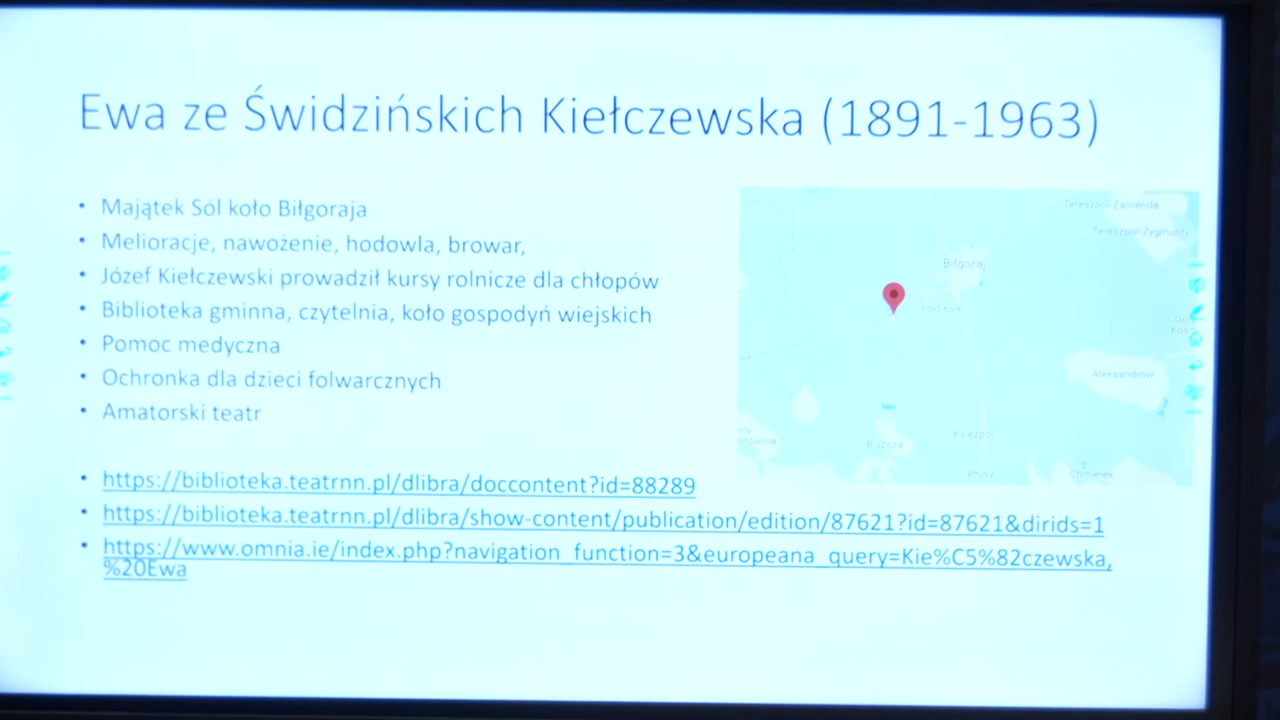 Ewa ze Świdzińskich Kiełczewska (1891-1963)
• Majątek Sól koło Biłgoraja
• Melioracje, nawożenie, hodowla, browar,
• Józef Kiełczewski prowadził kursy rolnicze dla chłopów
• Biblioteka gminna, czytelnia, koło gospodyń wiejskich
• Pomoc medyczna
• Ochronka dla dzieci folwarcznych
• Amatorski teatr
• https://biblioteka.teatrnn.pl/dlibra/doccontent?id=88289
• https://biblioteka.teatrnn.pl/dlibra/show-content/publication/edition/87621?id=87621&dirids=1
• https://www.omnia.ie/index.php?navigation_function=3&europeana_query=Kie%C5%82czewska,
%20Ewa
Tereszpol-Zaorenda
Tereszpol-Zygmunty
Biłgoraj
Podlesie
Aleksandrów
Księżpol
Biszcza
Płusy
Chmielek